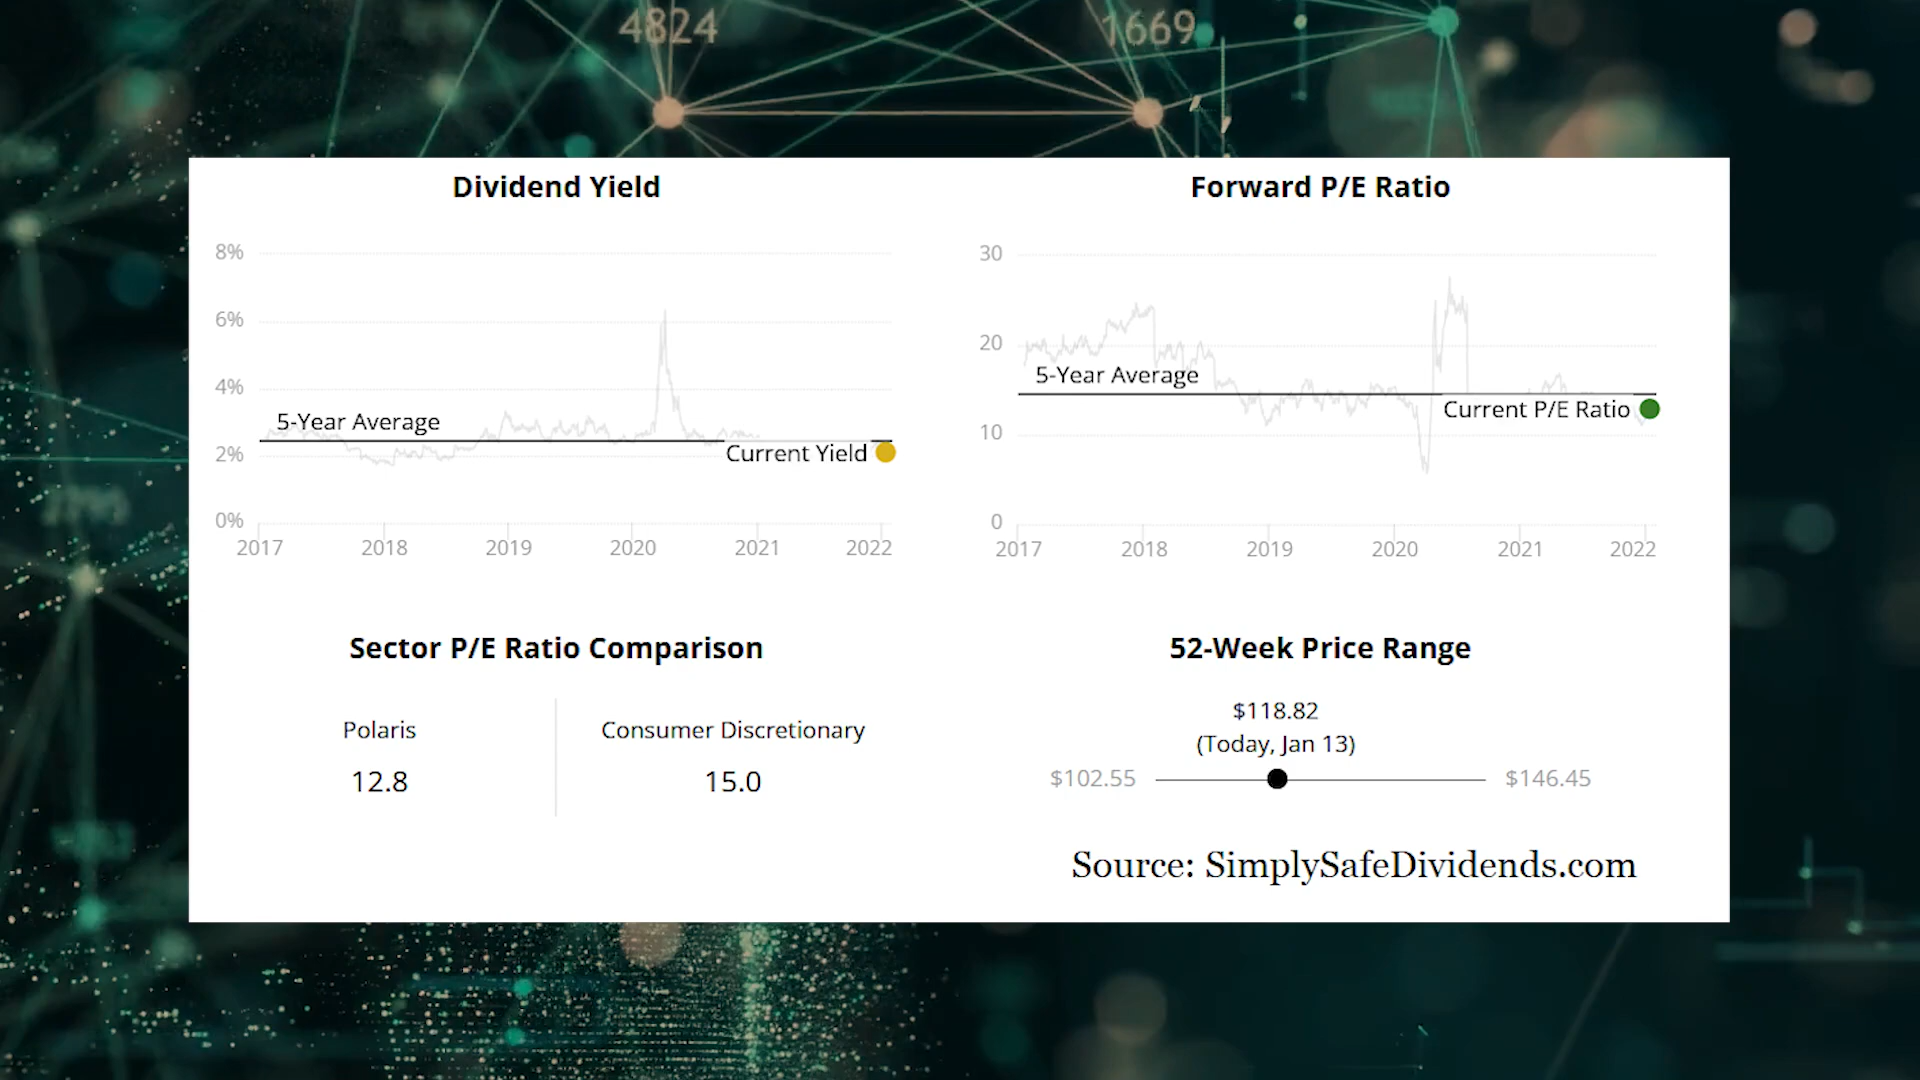 4824
1669
Dividend Yield
8%
6%
4%
2%
0%
5-Year Average
Current Yield
2017 2018 2019 2020 2021 2022
Forward P/E Ratio
30
20
10
0
5-Year Average
Current P/E Ratio
2017 2018 2019 2020 2021 2022
Sector P/E Ratio Comparison
Polaris
12.8
Consumer Discretionary
15.0
52-Week Price Range
$118.82
(Today, Jan 13)
$102.55 $146.45
Source: SimplySafeDividends.com